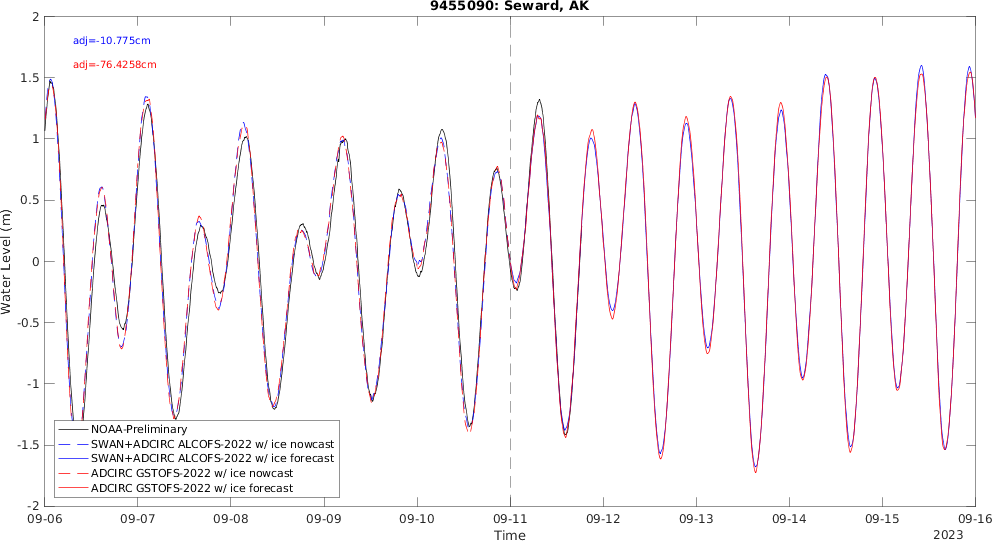 9455090: Seward, AK
adj=-10.775cm
adj=-76.4258cm
Water Level (m)
2
1.5
1
0.5
0
-0.5
-1
-1.5
-2
NOAA-Preliminary
SWAN+ADCIRC ALCOFS-2022 w/ ice nowcast
SWAN+ADCIRC ALCOFS-2022 w/ ice forecast
ADCIRC GSTOFS-2022 w/ ice nowcast
ADCIRC GSTOFS-2022 w/ ice forecast
09-06 09-07 09-08 09-09 09-10 09-11 09-12 09-13 09-14 09-15 09-16
Time
2023